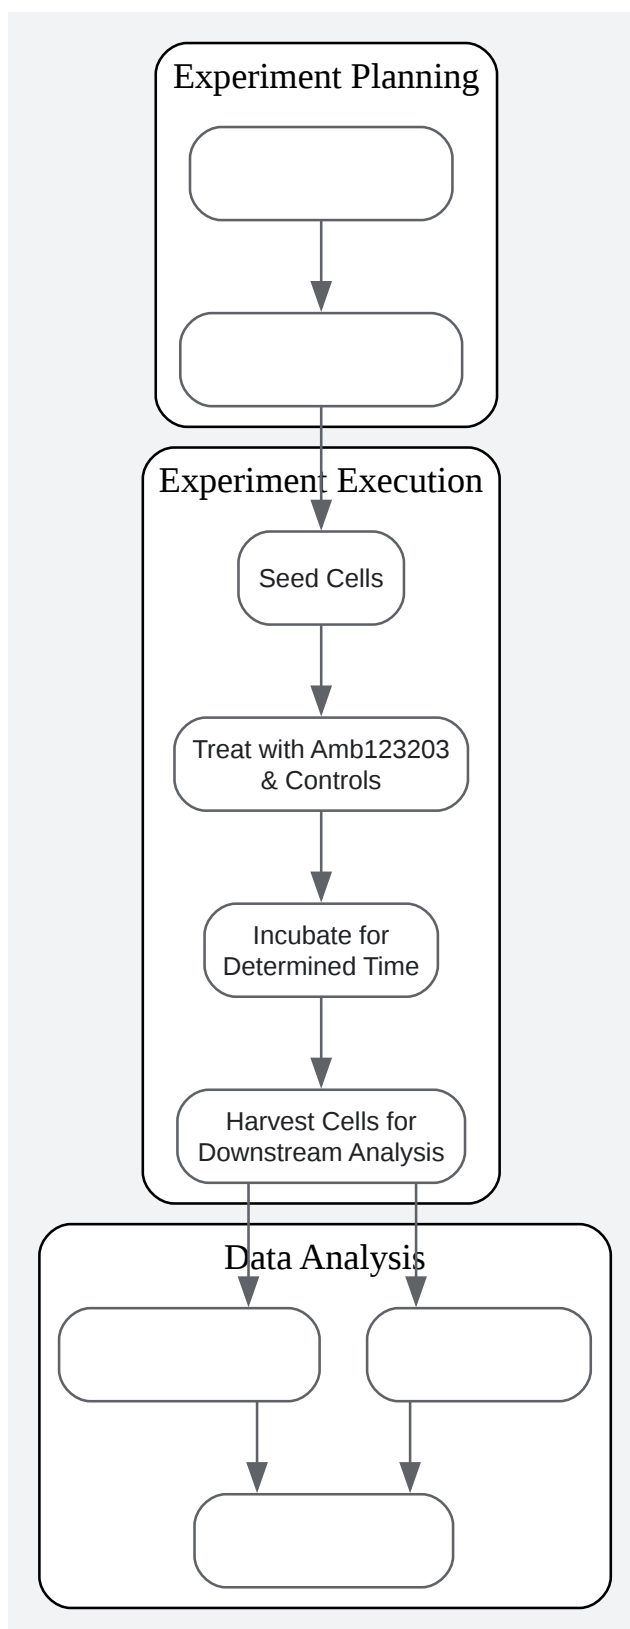 Experiment Planning
Experiment Execution
Seed Cells
Treat with Amb123203
& Controls
Incubate for
Determined Time
Harvest Cells for
Downstream Analysis
Data Analysis